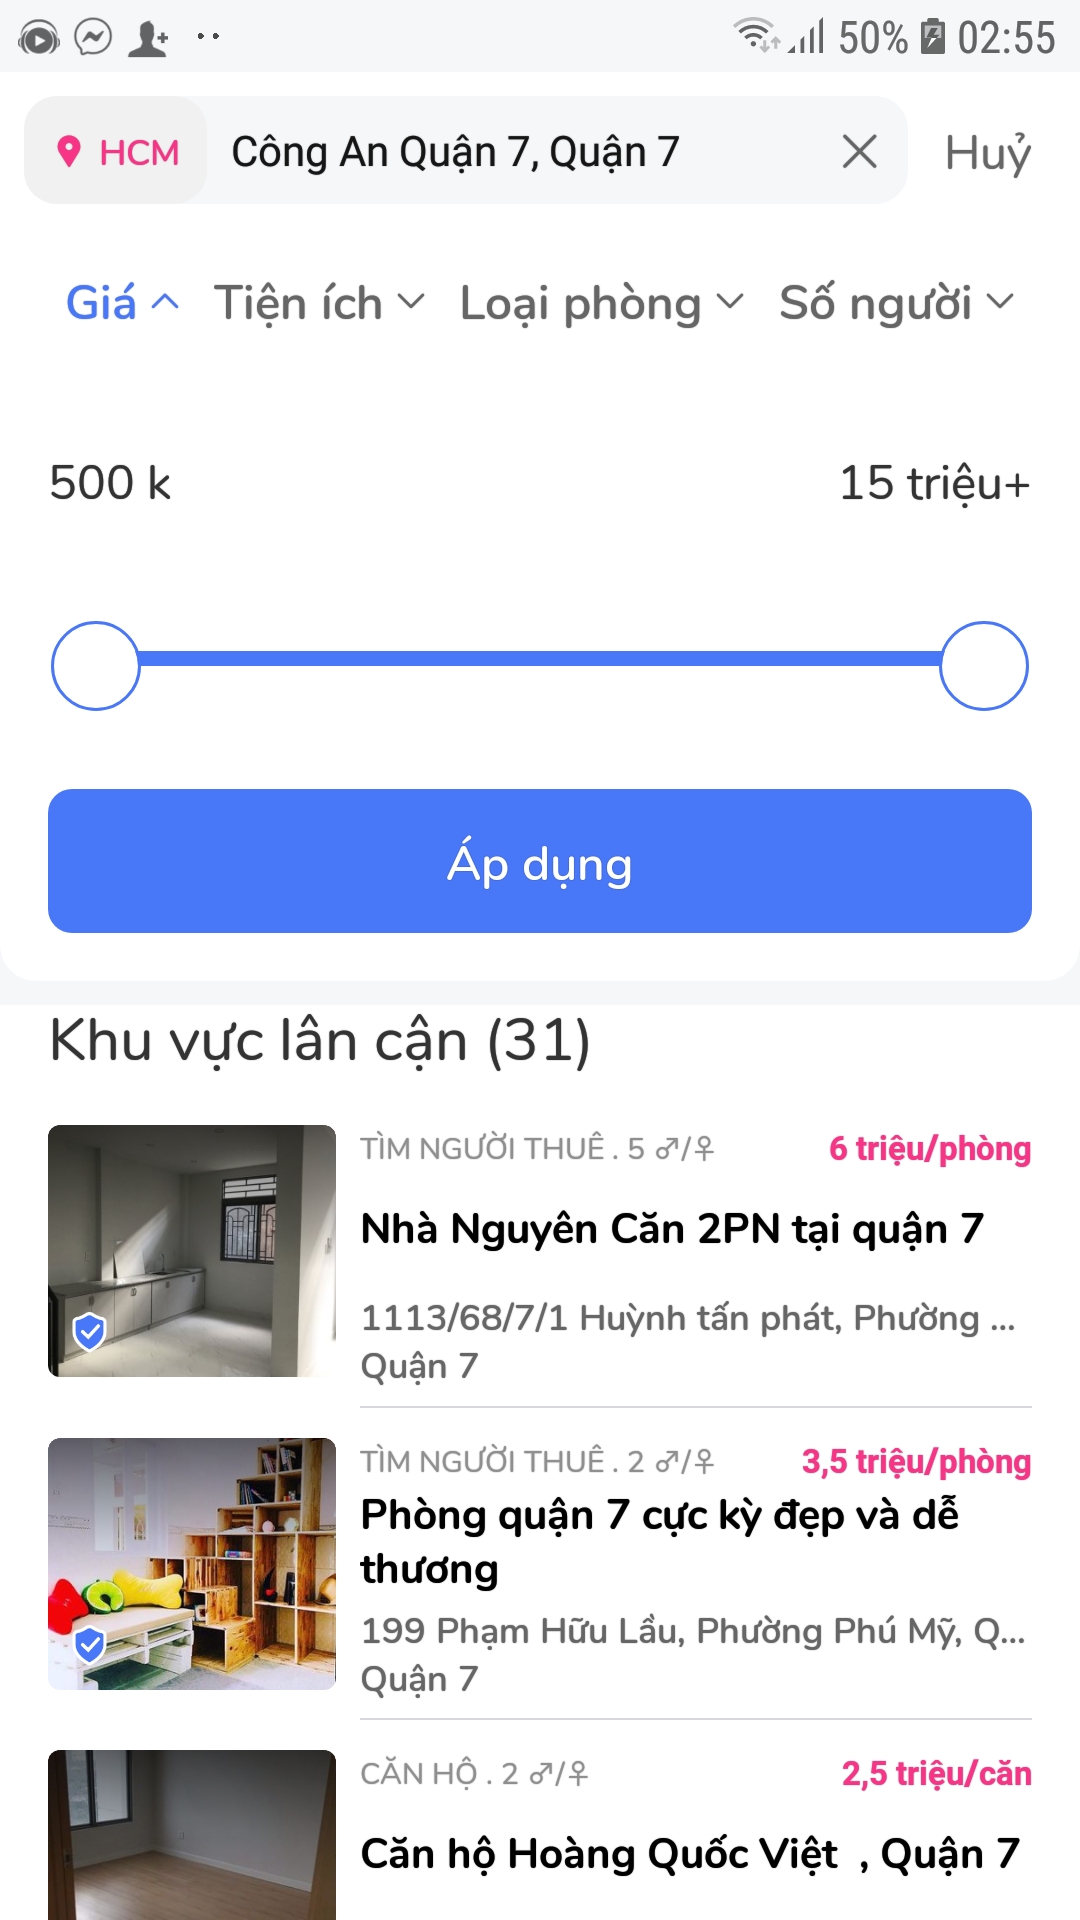 50% 02:55
HCM Công An Quận 7, Quận 7 Huỷ
Giá Tiện ích Loại phòng Số người
500 k 15 triệu+
Áp dụng
Khu vực lân cận (31)
TÌM NGƯỜI THUÊ . 5 ♂/♀ 6 triệu/phòng
Nhà Nguyên Căn 2PN tại quận 7
1113/68/7/1 Huỳnh tấn phát, Phường ...
Quận 7
TÌM NGƯỜI THUÊ . 2 ♂/♀ 3,5 triệu/phòng
Phòng quận 7 cực kỳ đẹp và dễ
thương
199 Phạm Hữu Lầu, Phường Phú Mỹ, Q...
Quận 7
CĂN HỘ . 2 ♂/♀ 2,5 triệu/căn
Căn hộ Hoàng Quốc Việt , Quận 7